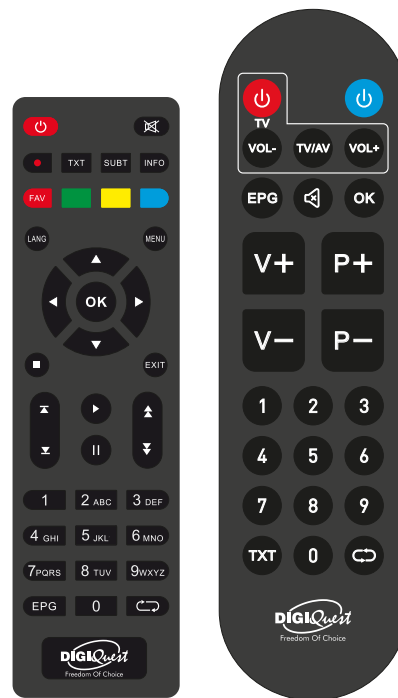 TXT SUBT INFO
FAV
LANG MENU
OK
EXIT
1 2 ABC 3 DEF
4 GHI 5 JKL 6 MNO
7PQRS 8 TUV 9WXYZ
EPG 0
DIGIQuest
Freedom Of Choice
TV
VOL- TV/AV VOL+
EPG OK
V+ P+
V- P-
1 2 3
4 5 6
7 8 9
TXT 0
DIGIQuest
Freedom Of Choice